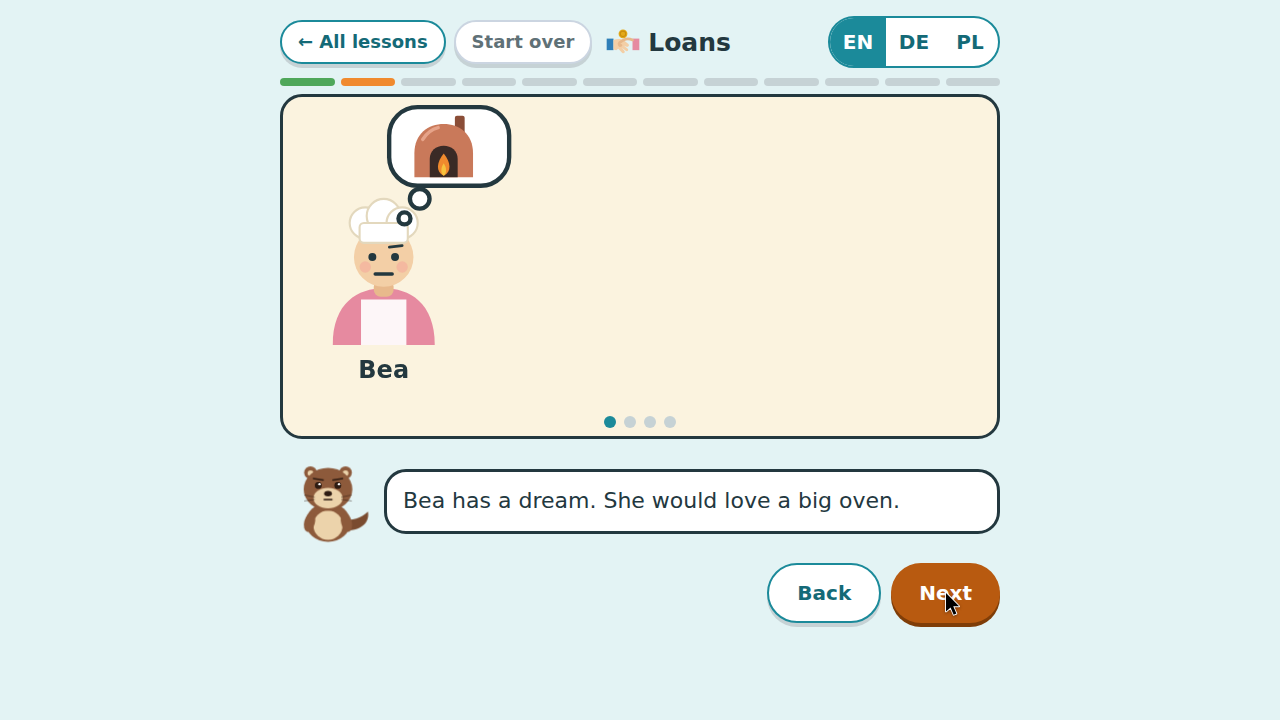 ← All lessons Start over Loans EN DE PL
Bea
Bea has a dream. She would love a big oven.
Back Next